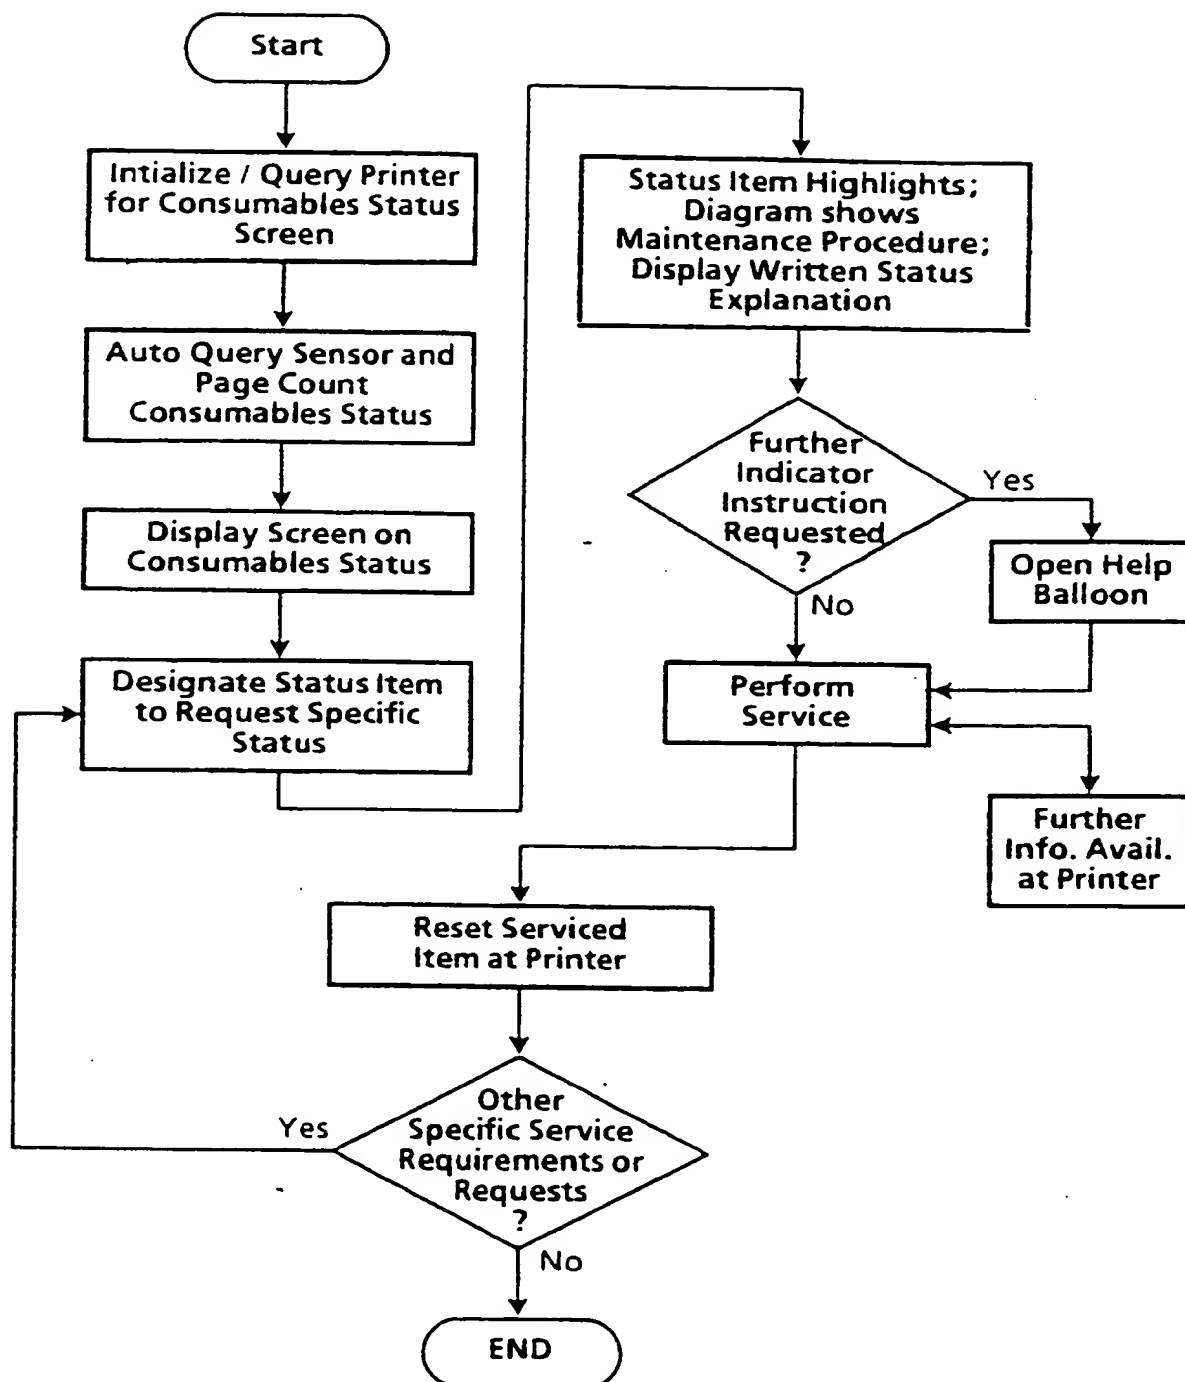 Start
Intialize / Query Printer
for Consumables Status
Screen
Auto Query Sensor and
Page Count
Consumables Status
Display Screen on
Consumables Status
Designate Status Item
to Request Specific
Status
Status Item Highlights;
Diagram shows
Maintenance Procedure;
Display Written Status
Explanation
Further
Indicator
Instruction
Requested
?
Yes
No
Open Help
Balloon
Perform
Service
Further
Info. Avail.
at Printer
Reset Serviced
Item at Printer
Other
Specific Service
Requirements or
Requests
?
Yes
No
END